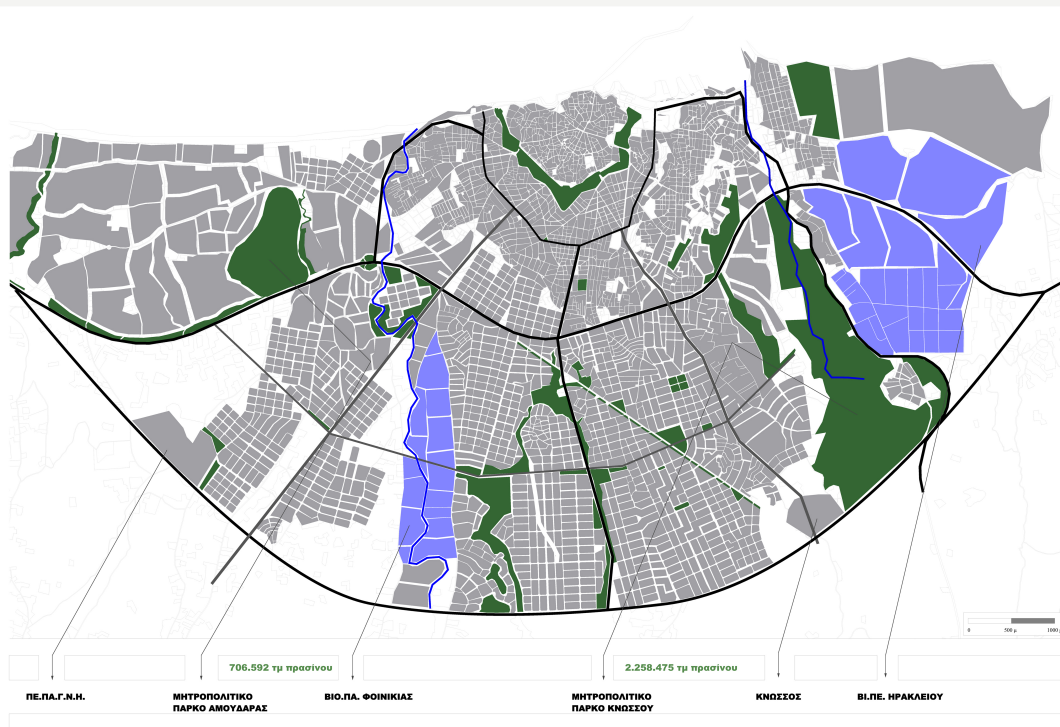 0 500 μ 1000
706.592 τμ πρασίνου
2.258.475 τμ πρασίνου
ΠΕ.ΠΑ.Γ.Ν.Η.
ΜΗΤΡΟΠΟΛΙΤΙΚΟ
ΠΑΡΚΟ ΑΜΟΥΔΑΡΑΣ
ΒΙΟ.ΠΑ. ΦΟΙΝΙΚΙΑΣ
ΜΗΤΡΟΠΟΛΙΤΙΚΟ
ΠΑΡΚΟ ΚΝΩΣΣΟΥ
ΚΝΩΣΣΟΣ
ΒΙ.ΠΕ. ΗΡΑΚΛΕΙΟΥ